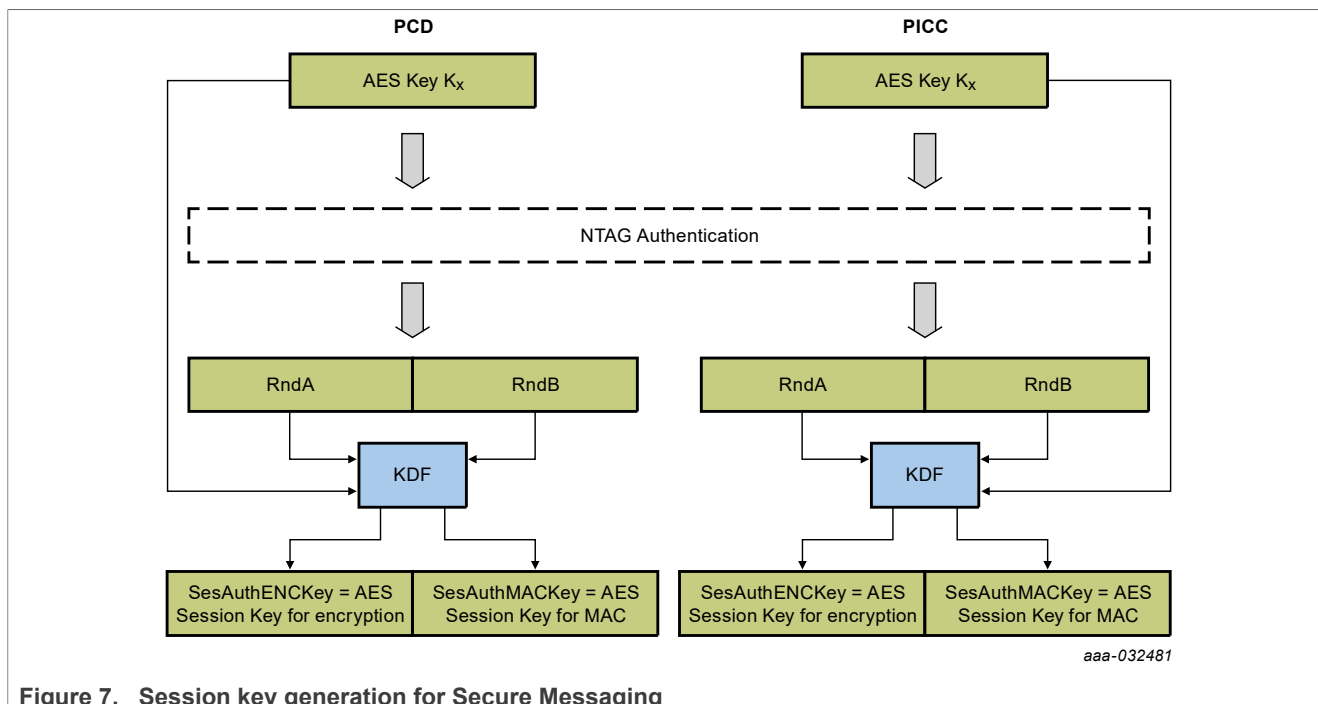 PCD
PICC
AES Key Kx
AES Key Kx
NTAG Authentication
RndA
RndB
RndA
RndB
KDF
KDF
SesAuthENCKey = AES
Session Key for encryption
SesAuthMACKey = AES
Session Key for MAC
SesAuthENCKey = AES
Session Key for encryption
SesAuthMACKey = AES
Session Key for MAC
aaa-032481
Figure 7. Session key generation for Secure Messaging